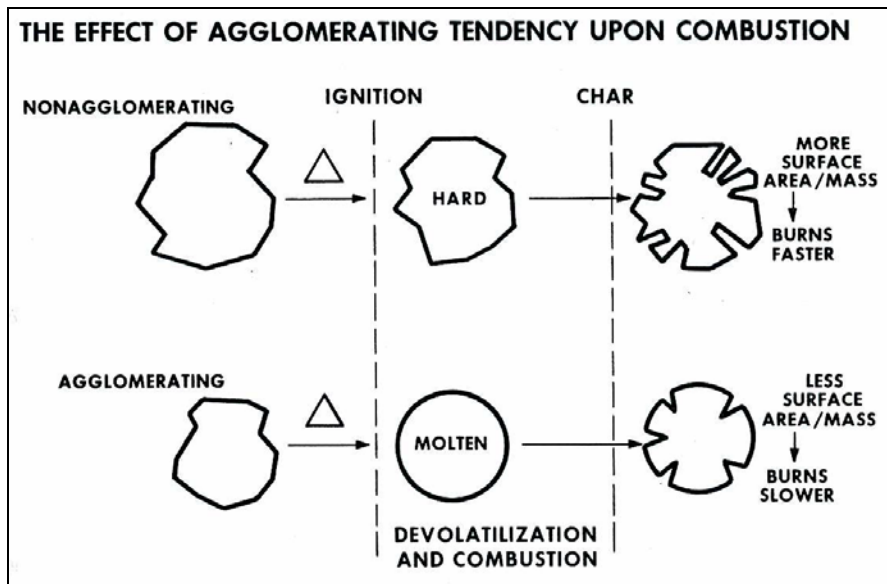 THE EFFECT OF AGGLOMERATING TENDENCY UPON COMBUSTION
NONAGGLOMERATING
IGNITION
CHAR
HARD
MORE
SURFACE
AREA/MASS
BURNS
FASTER
AGGLOMERATING
MOLTEN
LESS
SURFACE
AREA/MASS
BURNS
SLOWER
DEVOLATILIZATION
AND COMBUSTION